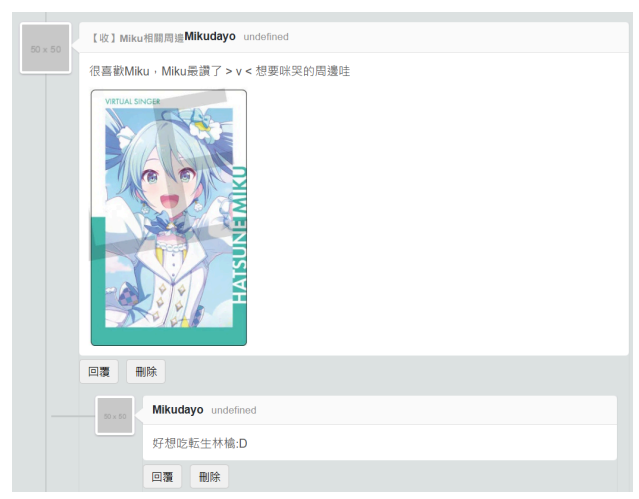 50 x 50
【收】Miku相關周邊Mikudayo undefined
很喜歡Miku，Miku最讚了 > v < 想要咪哭的周邊哇
VIRTUAL SINGER
HATSUNE MIKU
回覆 刪除
50 x 50
Mikudayo undefined
好想吃転生林檎:D
回覆 刪除